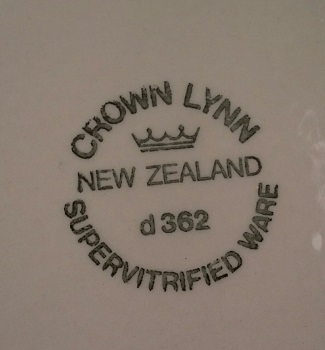 CROWN LYNN
NEW ZEALAND
d 362
SUPERVITRIFIED WARE